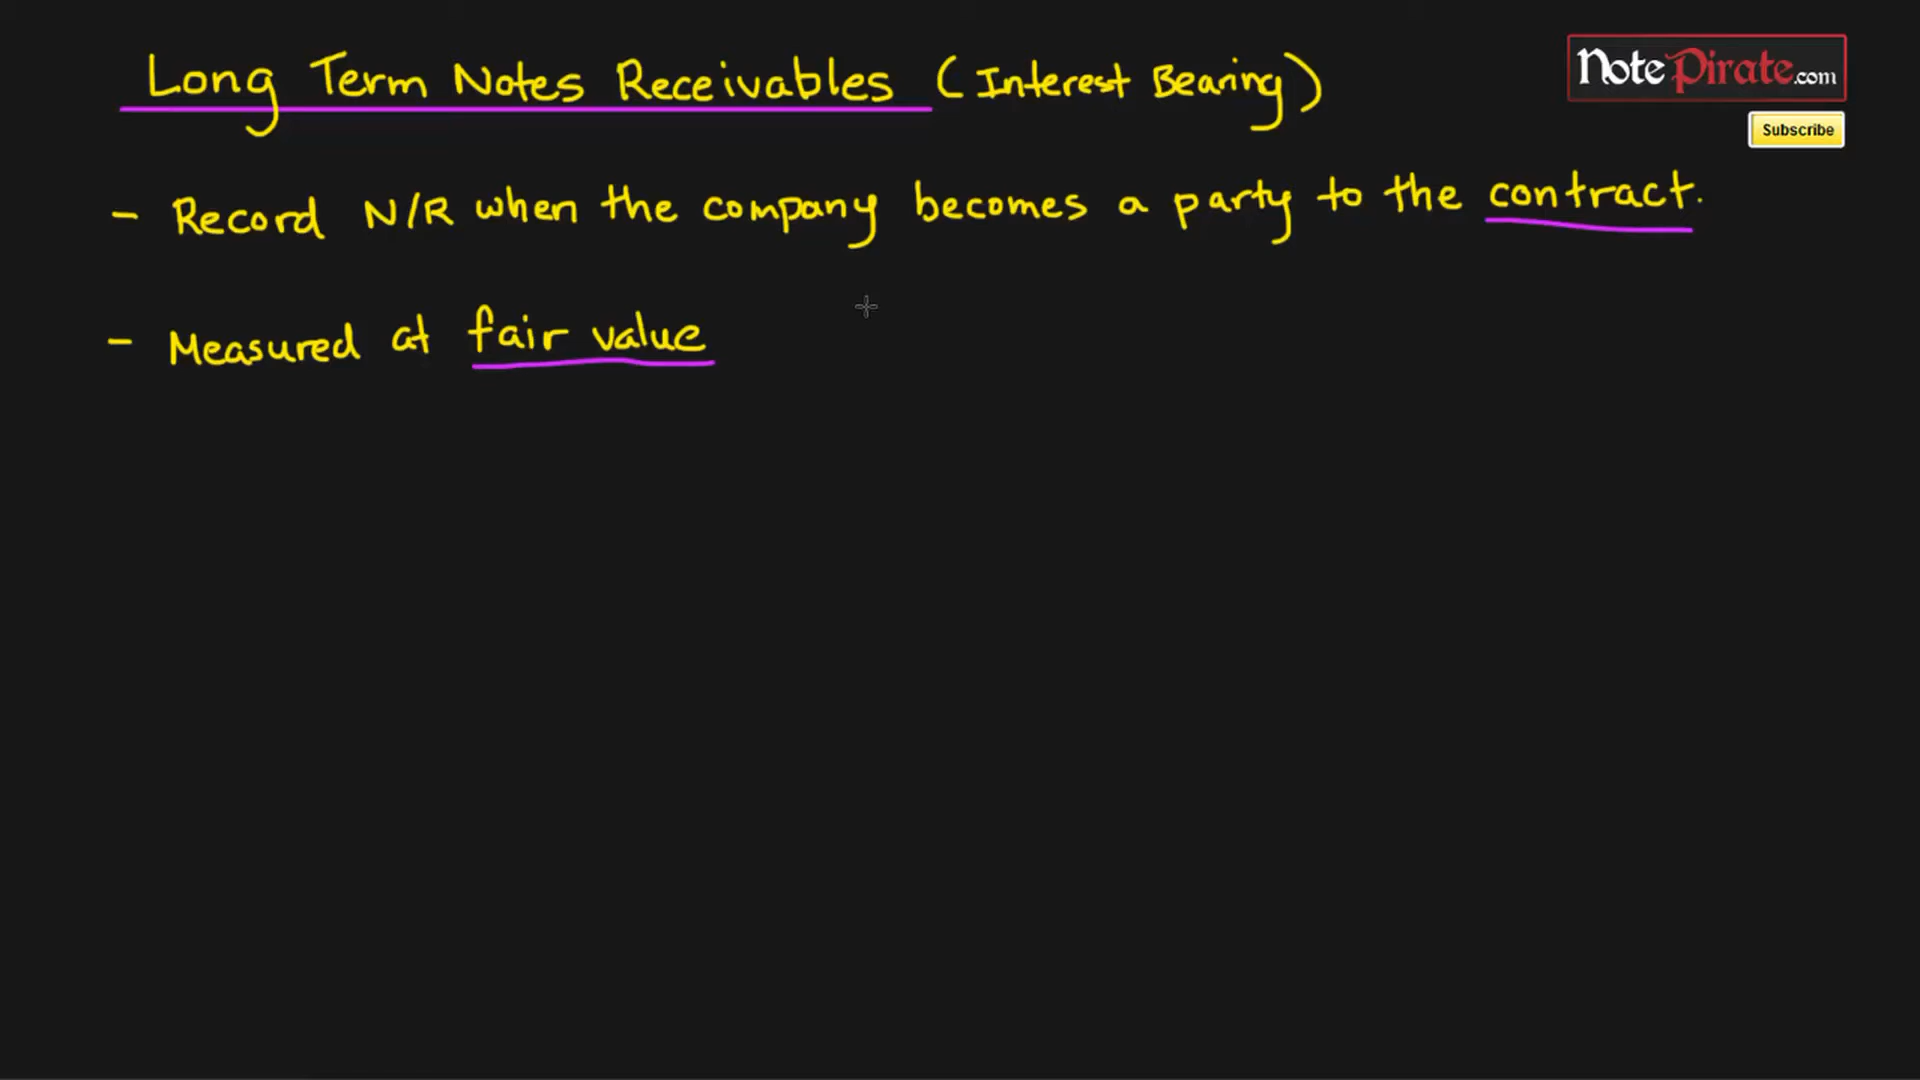 Long Term Notes Receivables (Interest Bearing)
NotePirate.com
Subscribe
- Record N/R when the company becomes a party to the contract.
- Measured at fair value